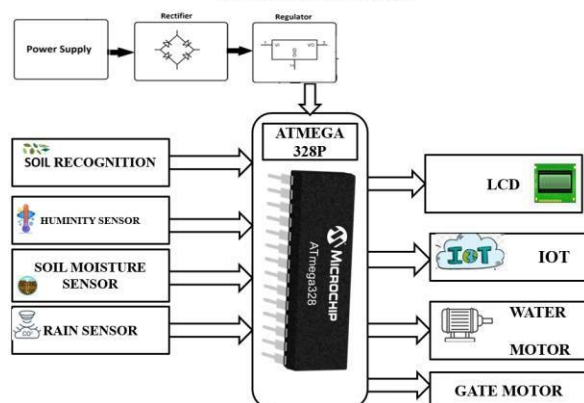 Rectifier
Regulator
Power Supply
ATMEGA
328P
SOIL RECOGNITION
HUMINITY SENSOR
SOIL MOISTURE
SENSOR
RAIN SENSOR
MICROCHIP
ATmega328
LCD
IoT
IOT
WATER
MOTOR
GATE MOTOR